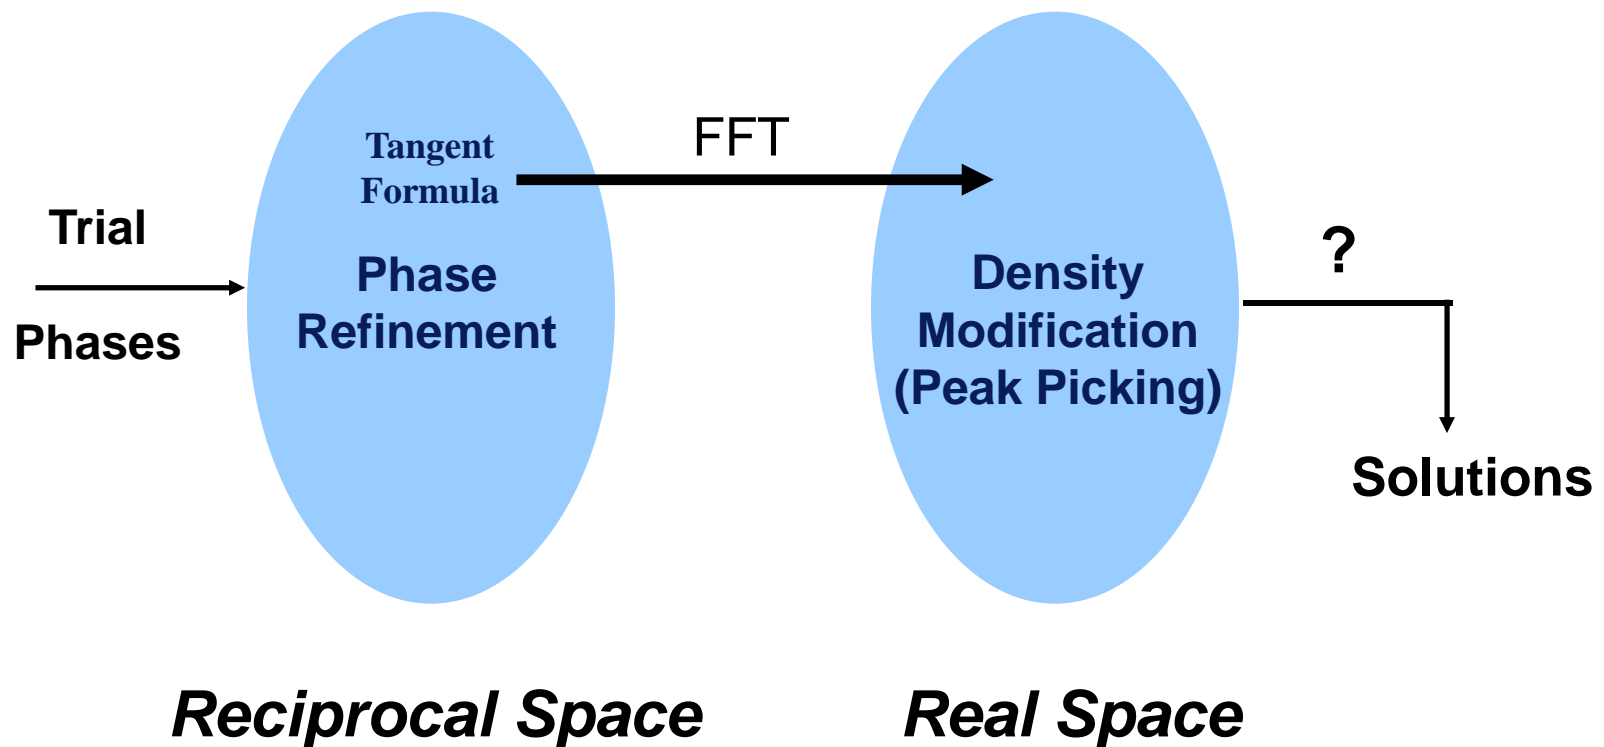 Trial
Phases
Tangent
Formula
Phase
Refinement
FFT
Density
Modification
(Peak Picking)
?
Solutions
Reciprocal Space
Real Space